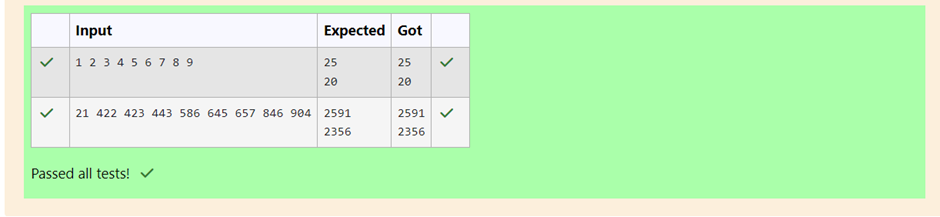 Input Expected Got
1 2 3 4 5 6 7 8 9 25 25
20 20
21 422 423 443 586 645 657 846 904 2591 2591
2356 2356
Passed all tests!